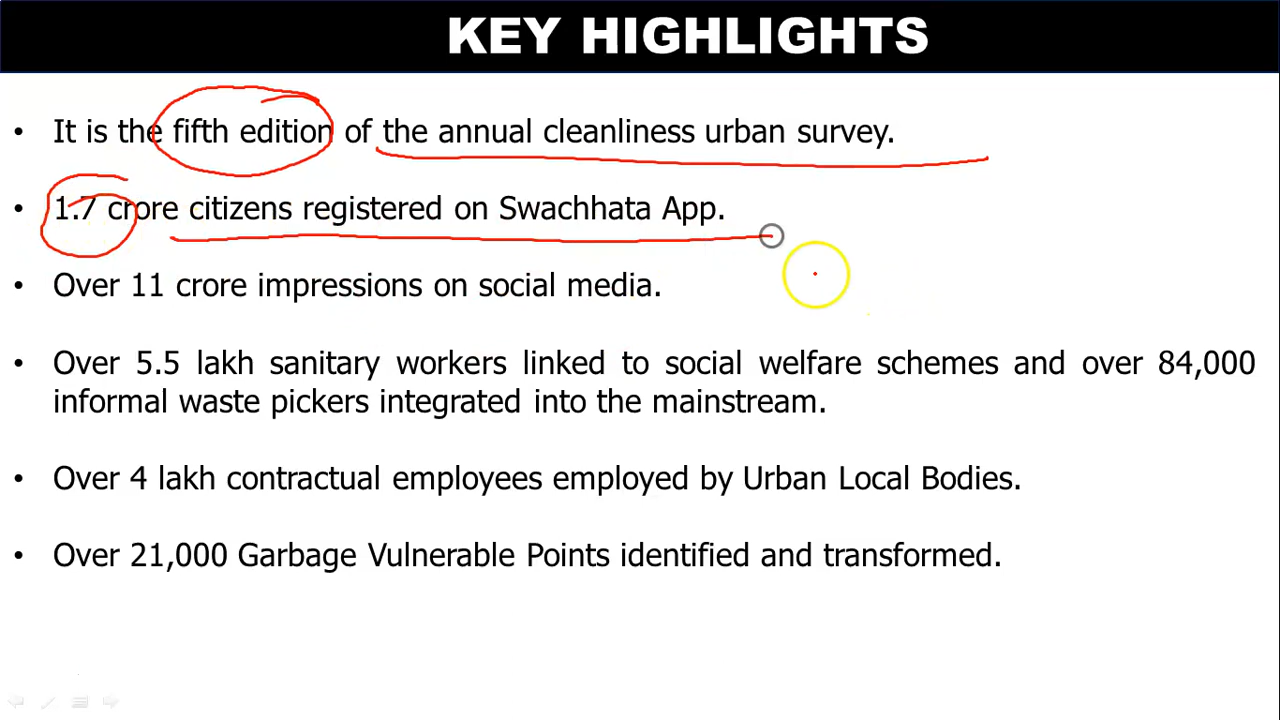 KEY HIGHLIGHTS
• It is the fifth edition of the annual cleanliness urban survey.
• 1.7 crore citizens registered on Swachhata App.
• Over 11 crore impressions on social media.
• Over 5.5 lakh sanitary workers linked to social welfare schemes and over 84,000
informal waste pickers integrated into the mainstream.
• Over 4 lakh contractual employees employed by Urban Local Bodies.
• Over 21,000 Garbage Vulnerable Points identified and transformed.